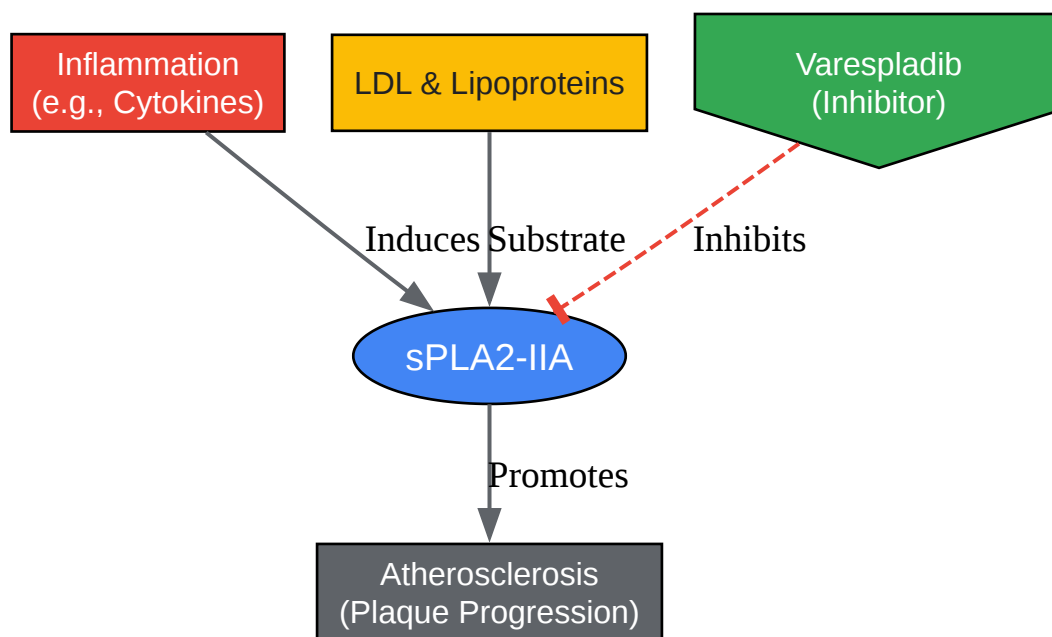 Inflammation
(e.g., Cytokines)
LDL & Lipoproteins
Varespladib
(Inhibitor)
Induces
Substrate
Inhibits
sPLA2-IIA
Promotes
Atherosclerosis
(Plaque Progression)